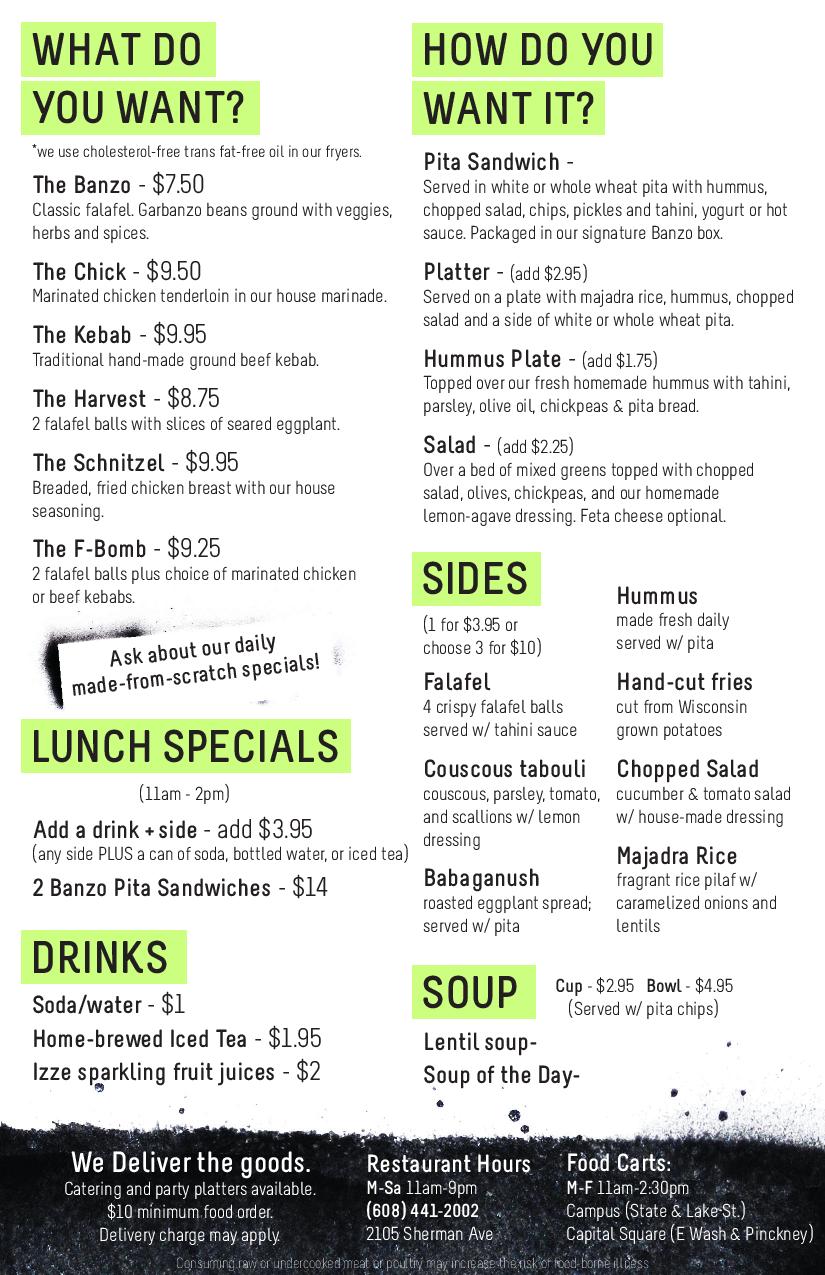 WHAT DO
YOU WANT?
*we use cholesterol-free trans fat-free oil in our fryers.
The Banzo - $7.50
Classic falafel. Garbanzo beans ground with veggies,
herbs and spices.
The Chick - $9.50
Marinated chicken tenderloin in our house marinade.
The Kebab - $9.95
Traditional hand-made ground beef kebab.
The Harvest - $8.75
2 falafel balls with slices of seared eggplant.
The Schnitzel - $9.95
Breaded, fried chicken breast with our house
seasoning.
The F-Bomb - $9.25
2 falafel balls plus choice of marinated chicken
or beef kebabs.
Ask about our daily
made-from-scratch specials!
LUNCH SPECIALS
(11am - 2pm)
Add a drink + side - add $3.95
(any side PLUS a can of soda, bottled water, or iced tea)
2 Banzo Pita Sandwiches - $14
DRINKS
Soda/water - $1
Home-brewed Iced Tea - $1.95
Izze sparkling fruit juices - $2
HOW DO YOU
WANT IT?
Pita Sandwich -
Served in white or whole wheat pita with hummus,
chopped salad, chips, pickles and tahini, yogurt or hot
sauce. Packaged in our signature Banzo box.
Platter - (add $2.95)
Served on a plate with majadra rice, hummus, chopped
salad and a side of white or whole wheat pita.
Hummus Plate - (add $1.75)
Topped over our fresh homemade hummus with tahini,
parsley, olive oil, chickpeas & pita bread.
Salad - (add $2.25)
Over a bed of mixed greens topped with chopped
salad, olives, chickpeas, and our homemade
lemon-agave dressing. Feta cheese optional.
SIDES
(1 for $3.95 or
choose 3 for $10)
Falafel
4 crispy falafel balls
served w/ tahini sauce
Couscous tabouli
couscous, parsley, tomato,
and scallions w/ lemon
dressing
Babaganush
roasted eggplant spread;
served w/ pita
Hummus
made fresh daily
served w/ pita
Hand-cut fries
cut from Wisconsin
grown potatoes
Chopped Salad
cucumber & tomato salad
w/ house-made dressing
Majadra Rice
fragrant rice pilaf w/
caramelized onions and
lentils
SOUP
Cup - $2.95 Bowl - $4.95
(Served w/ pita chips)
Lentil soup-
Soup of the Day-
We Deliver the goods.
Catering and party platters available.
$10 minimum food order.
Delivery charge may apply.
Restaurant Hours
M-Sa 11am-9pm
(608) 441-2002
2105 Sherman Ave
Food Carts:
M-F 11am-2:30pm
Campus (State & Lake St.)
Capital Square (E Wash & Pinckney)
Consuming raw or undercooked meat or poultry may increase the risk of food-borne illness